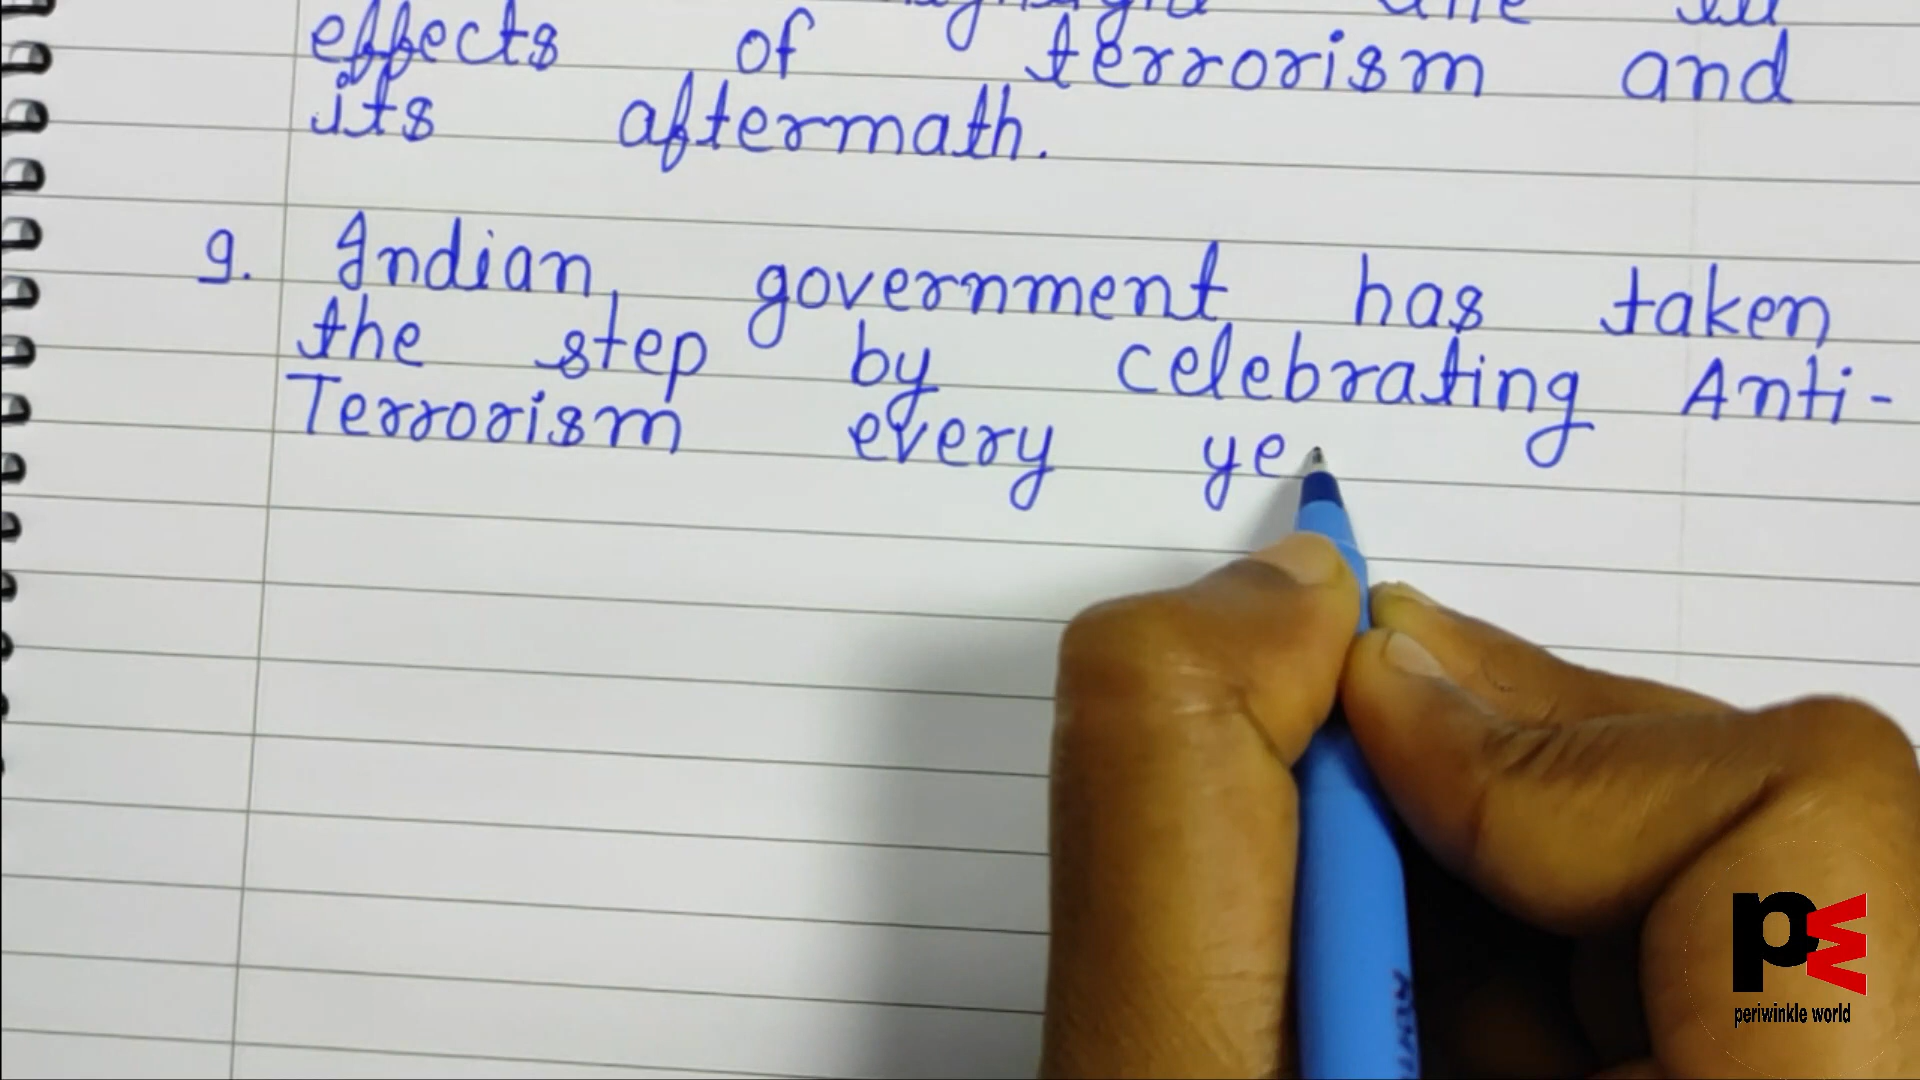 effects of terrorism and
its aftermath.
9. Indian government has taken
the step by celebrating Anti-
Terrorism every ye
periwinkle world